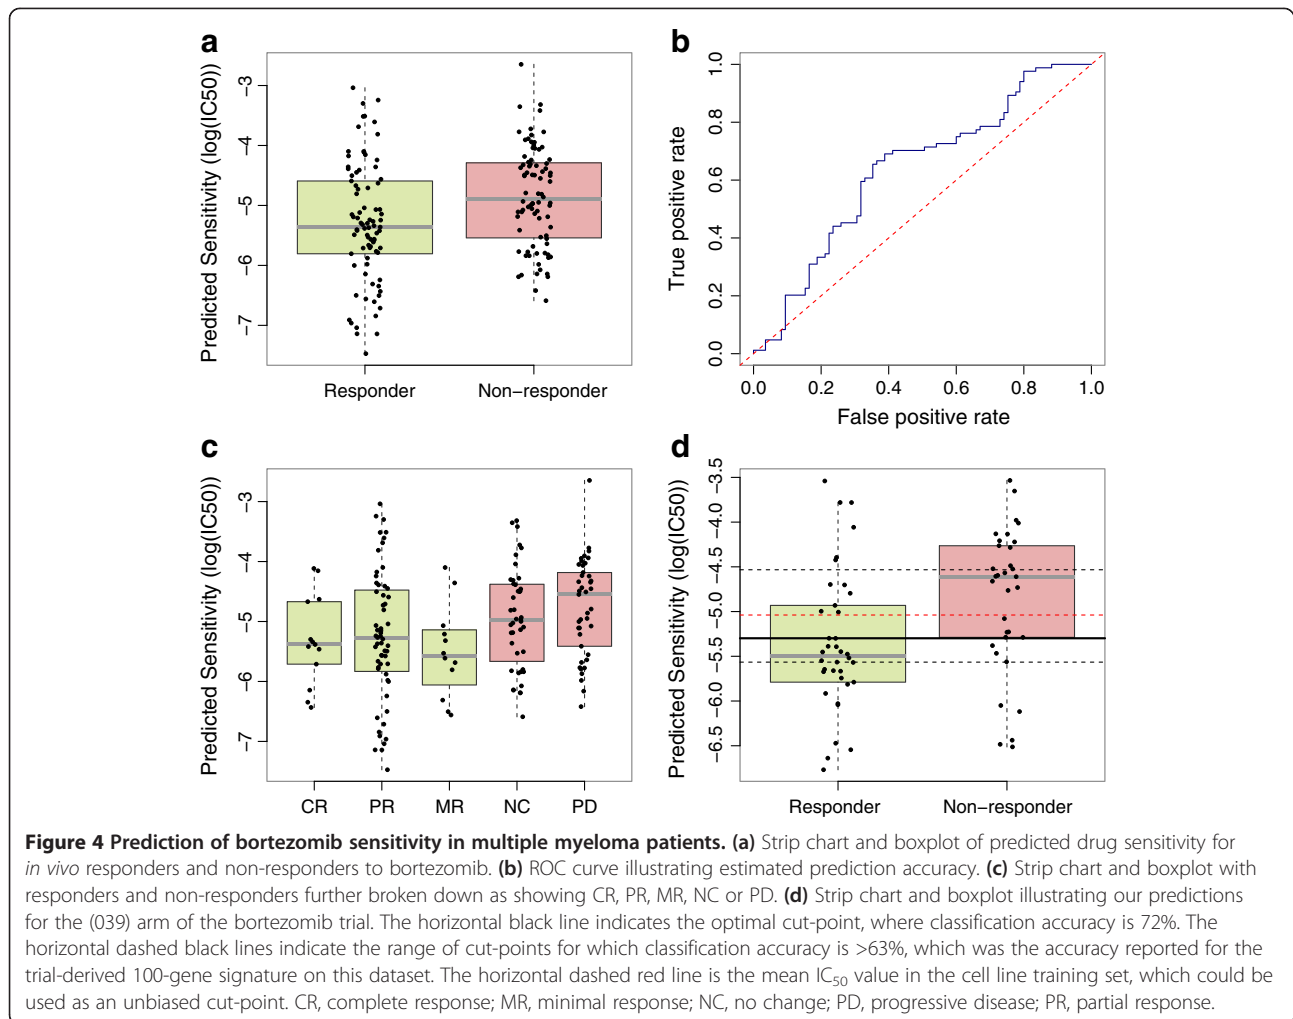 a
Predicted Sensitivity (log(IC50))
−3
−4
−5
−6
−7
Responder
Non−responder
b
True positive rate
1.0
0.8
0.6
0.4
0.2
0.0
0.0 0.2 0.4 0.6 0.8 1.0
False positive rate
c
Predicted Sensitivity (log(IC50))
−3
−4
−5
−6
−7
CR PR MR NC PD
d
Predicted Sensitivity (log(IC50))
−3.5
−4.0
−4.5
−5.0
−5.5
−6.0
−6.5
Responder
Non−responder
Figure 4 Prediction of bortezomib sensitivity in multiple myeloma patients. (a) Strip chart and boxplot of predicted drug sensitivity for
in vivo responders and non-responders to bortezomib. (b) ROC curve illustrating estimated prediction accuracy. (c) Strip chart and boxplot with
responders and non-responders further broken down as showing CR, PR, MR, NC or PD. (d) Strip chart and boxplot illustrating our predictions
for the (039) arm of the bortezomib trial. The horizontal black line indicates the optimal cut-point, where classification accuracy is 72%. The
horizontal dashed black lines indicate the range of cut-points for which classification accuracy is >63%, which was the accuracy reported for the
trial-derived 100-gene signature on this dataset. The horizontal dashed red line is the mean IC50 value in the cell line training set, which could be
used as an unbiased cut-point. CR, complete response; MR, minimal response; NC, no change; PD, progressive disease; PR, partial response.